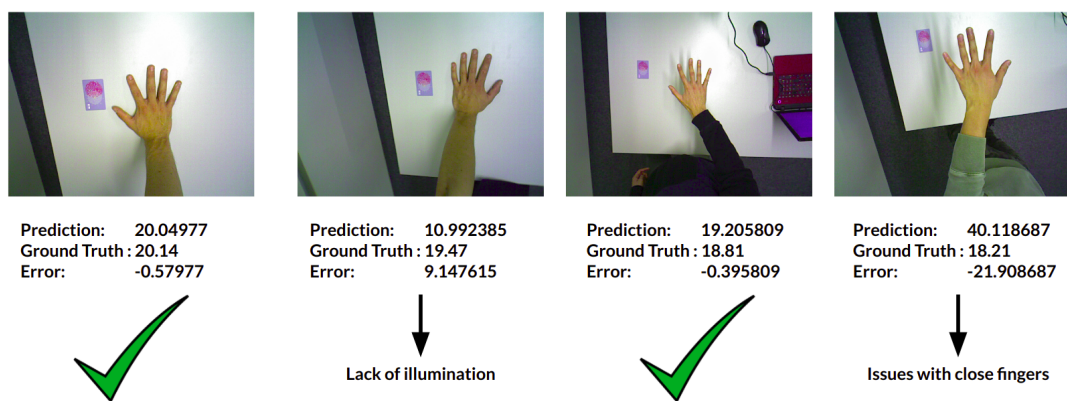 Prediction: 20.04977
Ground Truth : 20.14
Error: -0.57977
Prediction: 10.992385
Ground Truth : 19.47
Error: 9.147615
Lack of illumination
Prediction: 19.205809
Ground Truth : 18.81
Error: -0.395809
Prediction: 40.118687
Ground Truth : 18.21
Error: -21.908687
Issues with close fingers